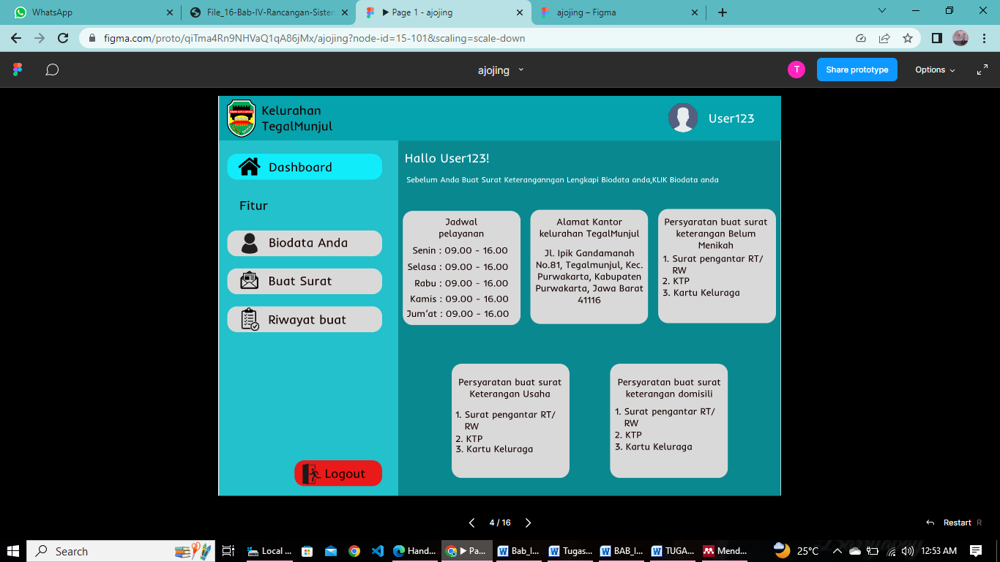 WhatsApp
File_16-Bab-IV-Rancangan-Sisten
▶ Page 1 - ajojing
ajojing – Figma
figma.com/proto/qiTma4Rn9NHVaQ1qA86jMx/ajojing?node-id=15-101&scaling=scale-down
ajojing
T
Share prototype
Options
Kelurahan
TegalMunjul
User123
Dashboard
Fitur
Biodata Anda
Buat Surat
Riwayat buat
Logout
Hallo User123!
Sebelum Anda Buat Surat Keteranganngan Lengkapi Biodata anda,KLIK Biodata anda
Jadwal
pelayanan
Senin : 09.00 - 16.00
Selasa : 09.00 - 16.00
Rabu : 09.00 - 16.00
Kamis : 09.00 - 16.00
Jum'at : 09.00 - 16.00
Alamat Kantor
kelurahan TegalMunjul
Jl. Ipik Gandamanah
No.81, Tegalmunjul, Kec.
Purwakarta, Kabupaten
Purwakarta, Jawa Barat
41116
Persyaratan buat surat
keterangan Belum
Menikah
1. Surat pengantar RT/
RW
2. KTP
3. Kartu Keluraga
Persyaratan buat surat
Keterangan Usaha
1. Surat pengantar RT/
RW
2. KTP
3. Kartu Keluraga
Persyaratan buat surat
keterangan domisili
1. Surat pengantar RT/
RW
2. KTP
3. Kartu Keluraga
4 / 16
Restart R
Search
Local ...
Hand...
▶ Pa...
Bab_I...
Tugas...
BAB_I...
TUGA...
Mend...
25°C
12:53 AM